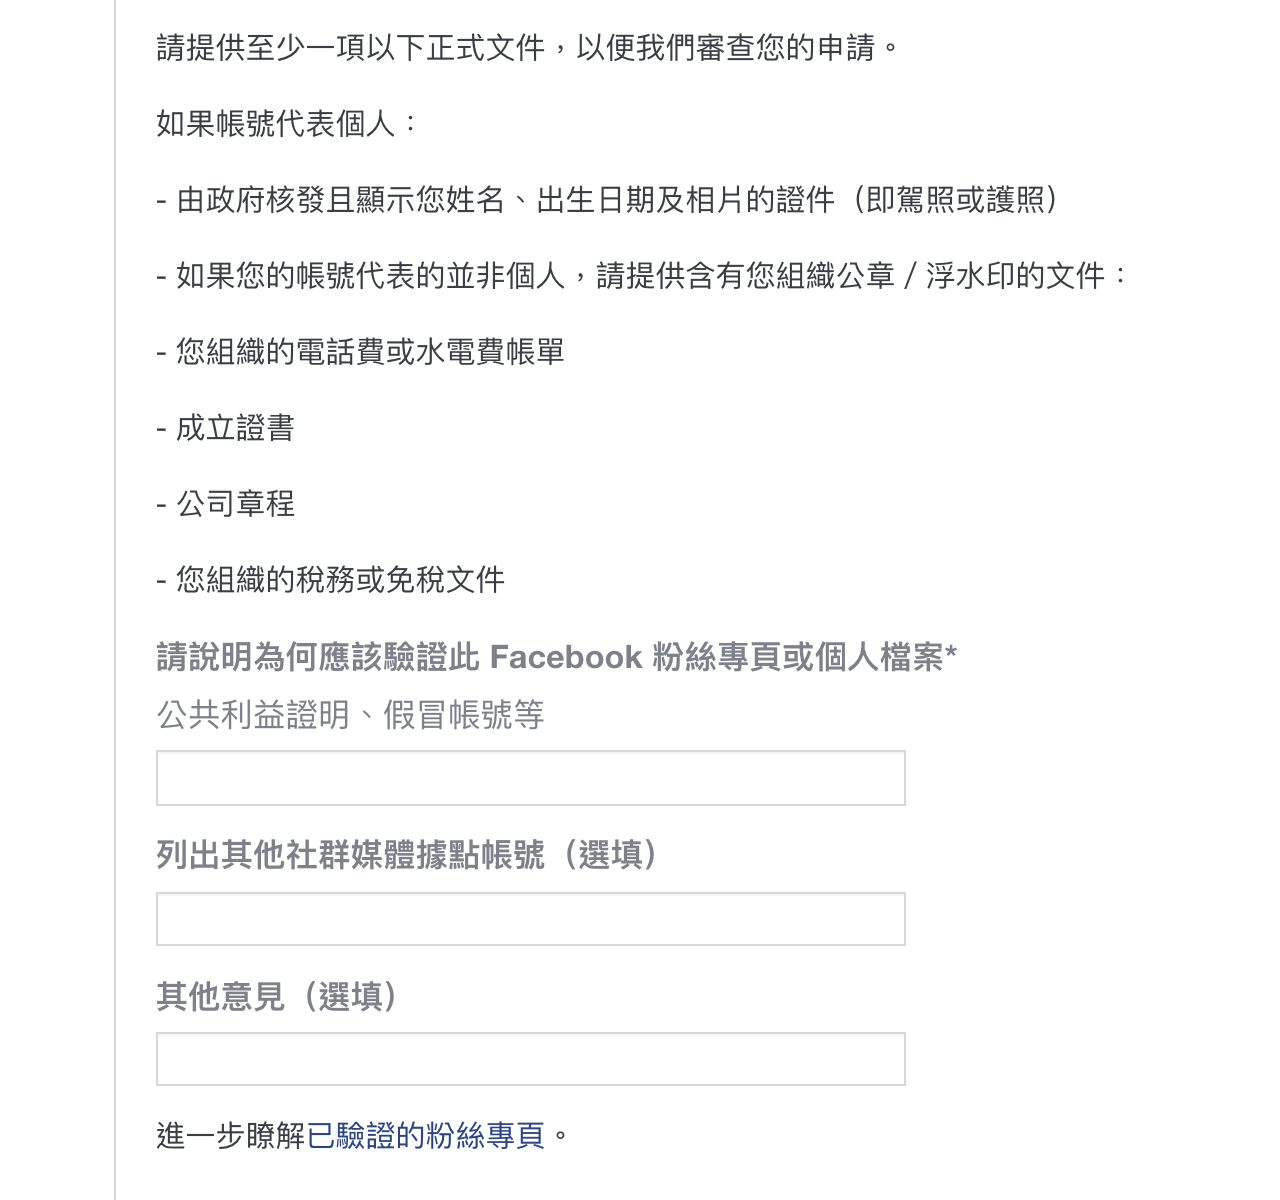 請提供至少一項以下正式文件，以便我們審查您的申請。
如果帳號代表個人：
- 由政府核發且顯示您姓名、出生日期及相片的證件（即駕照或護照）
- 如果您的帳號代表的並非個人，請提供含有您組織公章 / 浮水印的文件：
- 您組織的電話費或水電費帳單
- 成立證書
- 公司章程
- 您組織的稅務或免稅文件
請說明為何應該驗證此 Facebook 粉絲專頁或個人檔案*
公共利益證明、假冒帳號等
列出其他社群媒體據點帳號（選填）
其他意見（選填）
進一步瞭解已驗證的粉絲專頁。